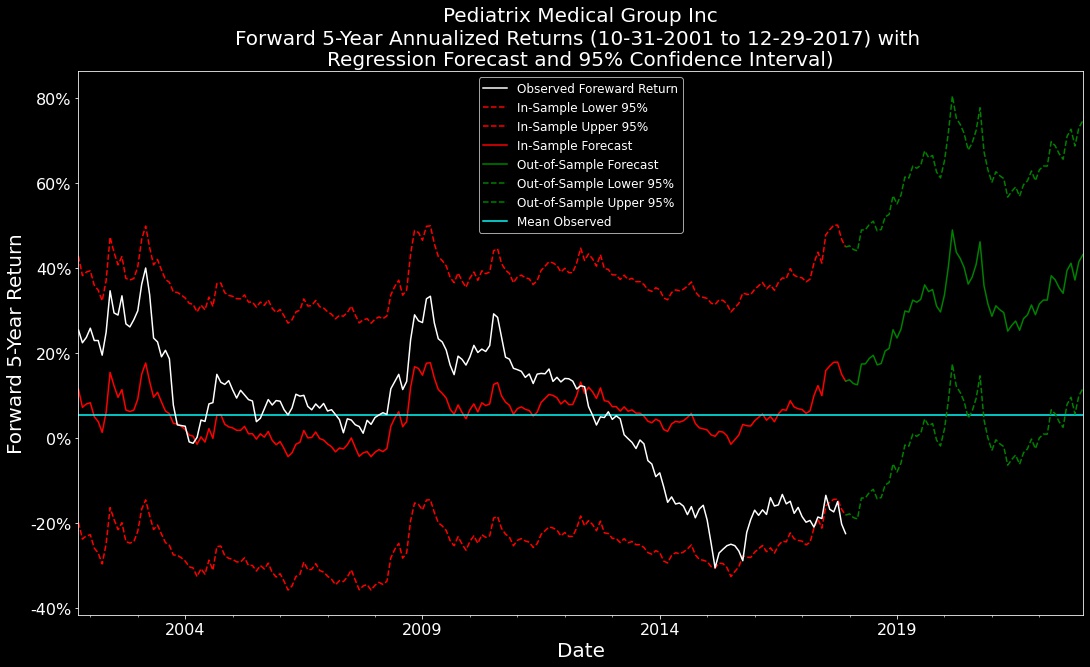 Pediatrix Medical Group Inc
Forward 5-Year Annualized Returns (10-31-2001 to 12-29-2017) with
Regression Forecast and 95% Confidence Interval)
Observed Foreward Return
In-Sample Lower 95%
In-Sample Upper 95%
In-Sample Forecast
Out-of-Sample Forecast
Out-of-Sample Lower 95%
Out-of-Sample Upper 95%
Mean Observed
Forward 5-Year Return
80%
60%
40%
20%
0%
-20%
-40%
2004
2009
2014
2019
Date